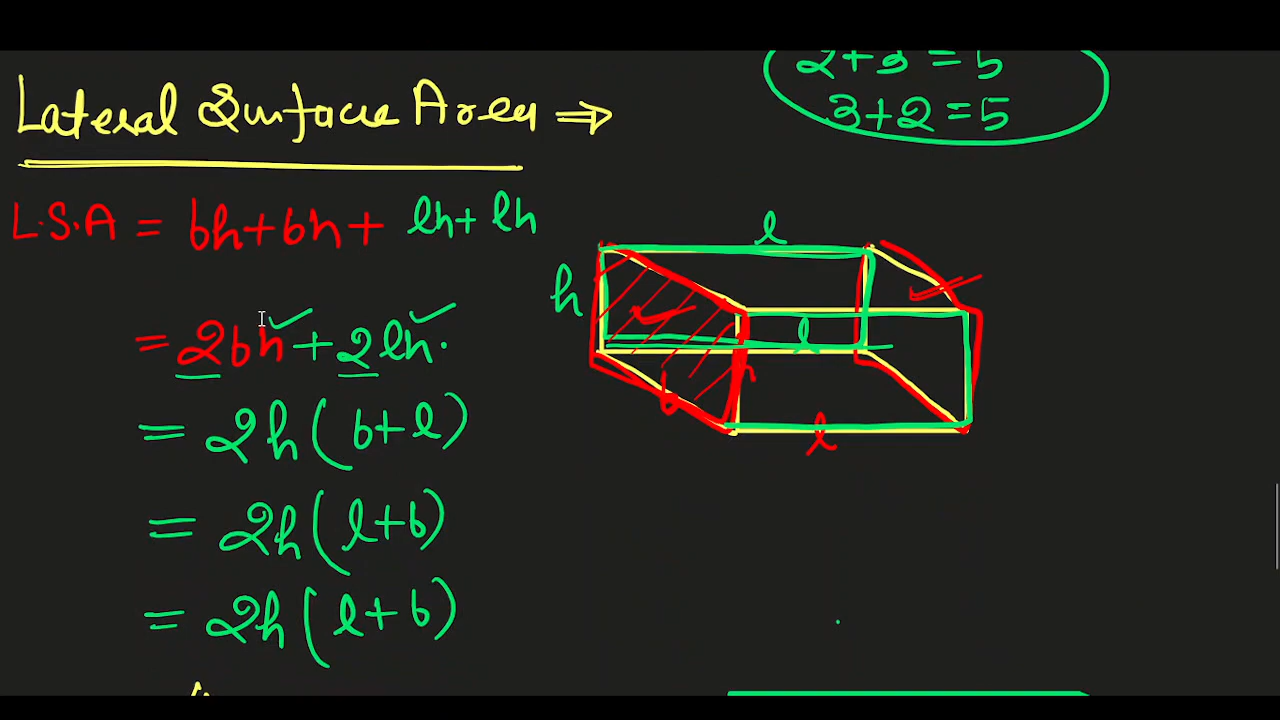 2+3 = 5
3+2=5
Lateral Surface Area ⇒
L.S.A = bh+bh+ lh+ lh
= 2bh + 2lh.
= 2h (b+l)
= 2h (l+b)
= 2h (l+b)
l
h
l
b
h
l